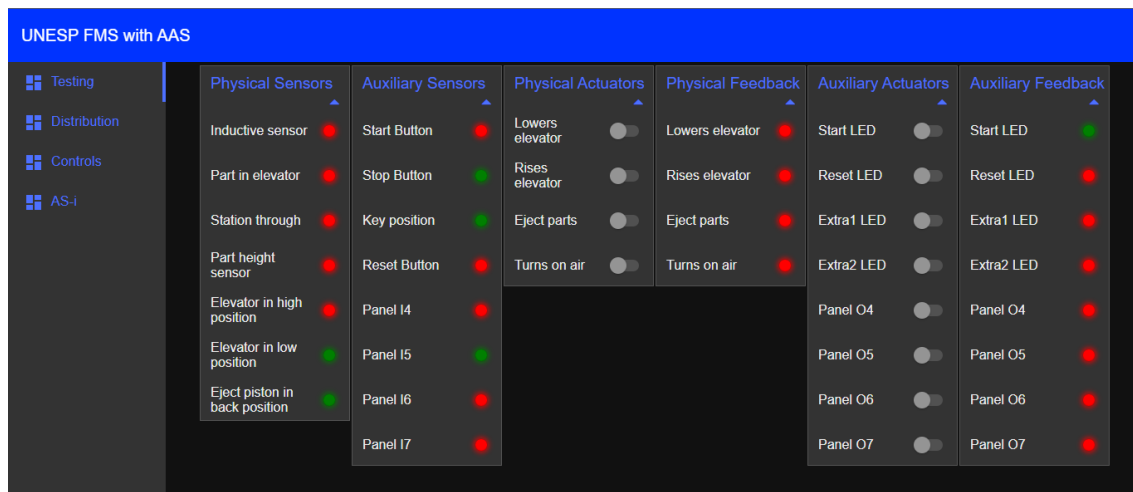 UNESP FMS with AAS
Testing
Distribution
Controls
AS-i
Physical Sensors
Inductive sensor
Part in elevator
Station through
Part height
sensor
Elevator in high
position
Elevator in low
position
Eject piston in
back position
Auxiliary Sensors
Start Button
Stop Button
Key position
Reset Button
Panel I4
Panel I5
Panel I6
Panel I7
Physical Actuators
Lowers
elevator
Rises
elevator
Eject parts
Turns on air
Physical Feedback
Lowers elevator
Rises elevator
Eject parts
Turns on air
Auxiliary Actuators
Start LED
Reset LED
Extra1 LED
Extra2 LED
Panel O4
Panel O5
Panel O6
Panel O7
Auxiliary Feedback
Start LED
Reset LED
Extra1 LED
Extra2 LED
Panel O4
Panel O5
Panel O6
Panel O7